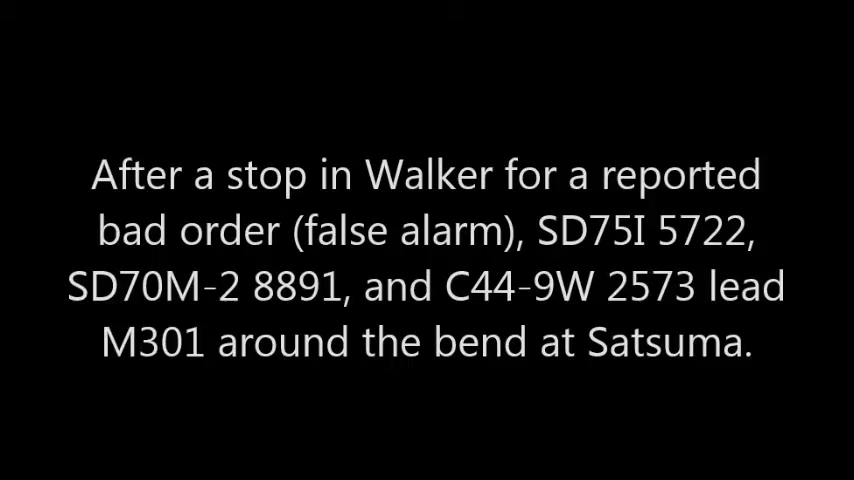 After a stop in Walker for a reported
bad order (false alarm), SD75I 5722,
SD70M-2 8891, and C44-9W 2573 lead
M301 around the bend at Satsuma.